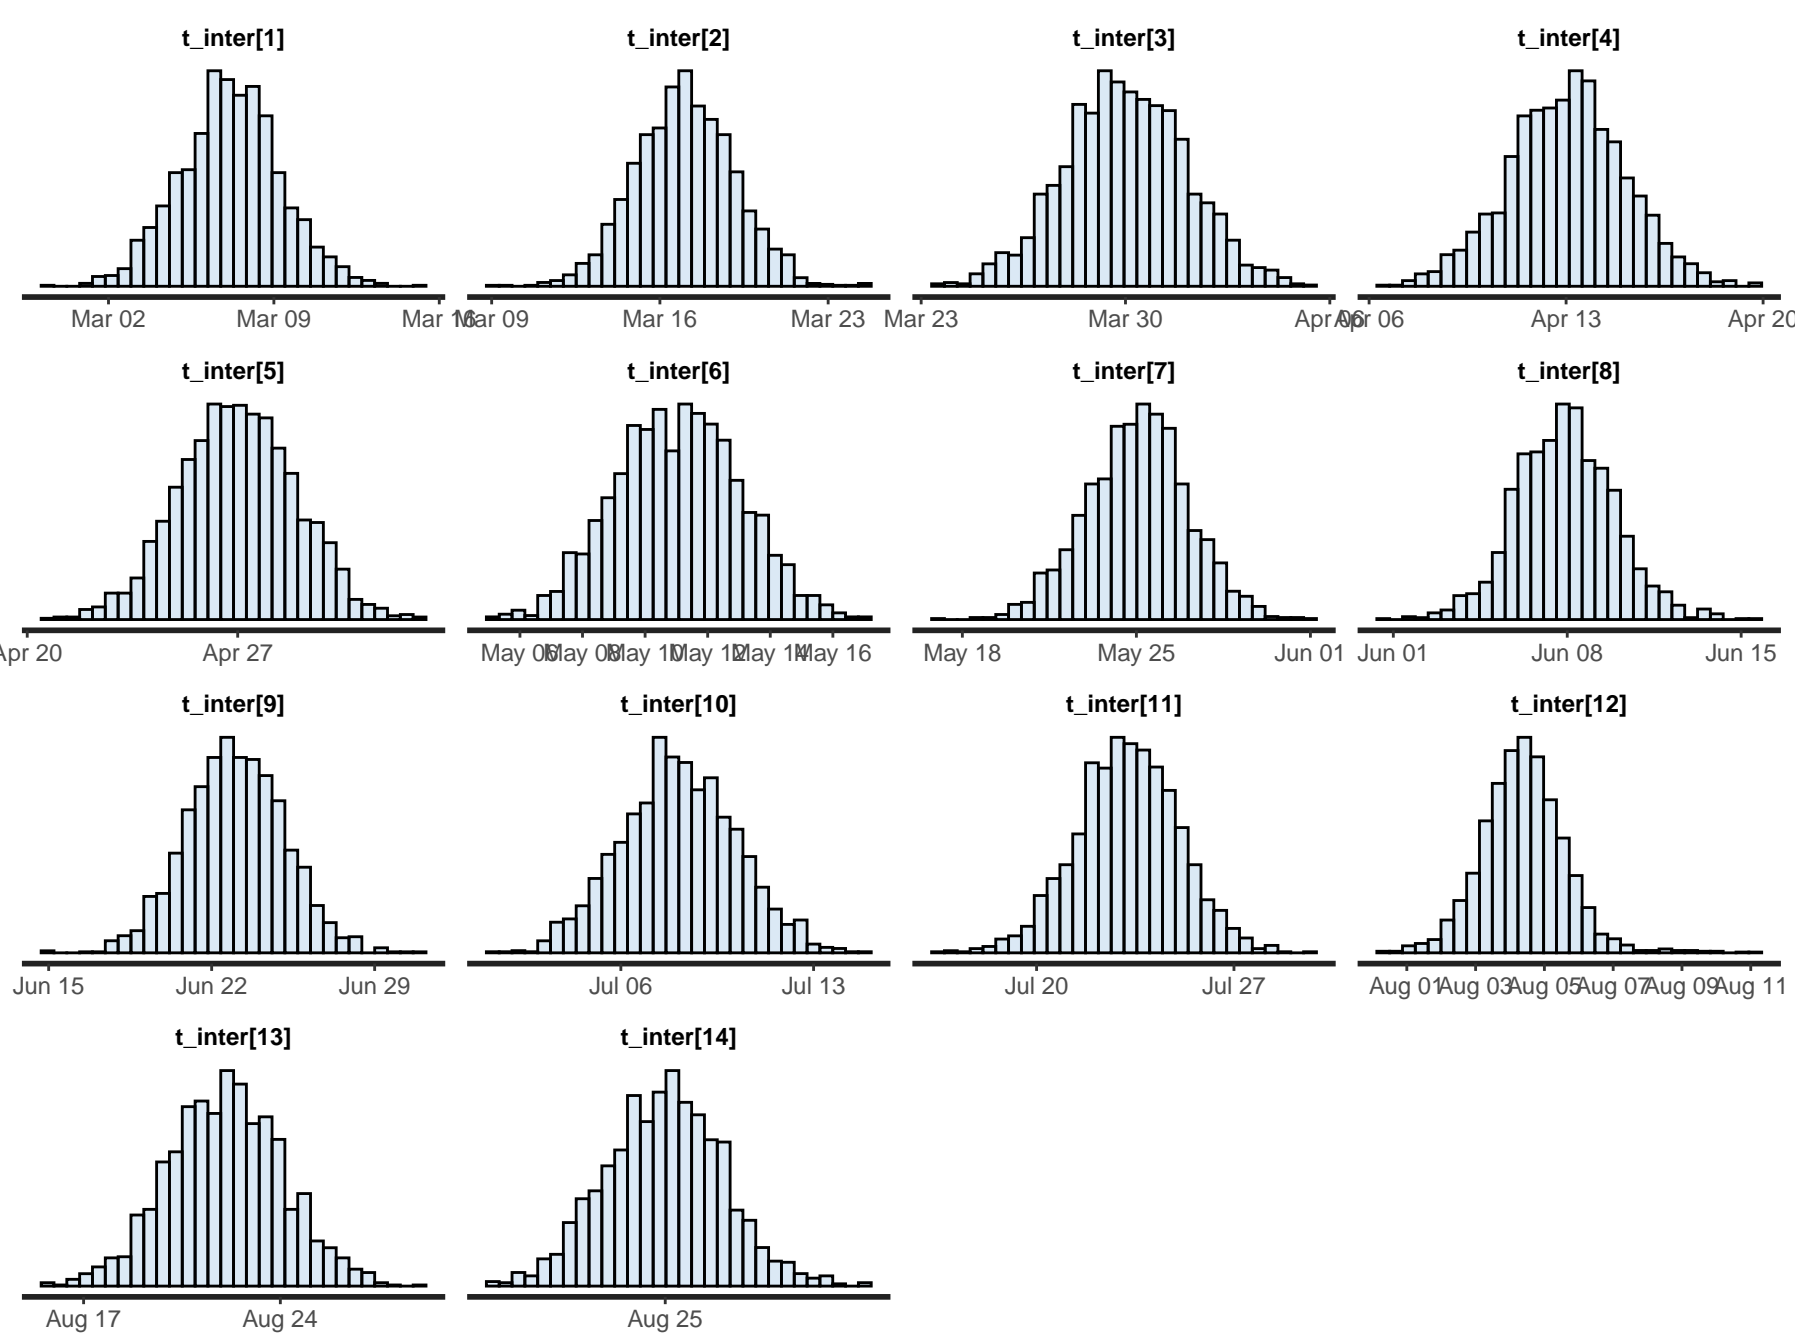 t_inter[1] t_inter[2] t_inter[3] t_inter[4]
Mar 02 Mar 09 Mar 16 Mar 09 Mar 16 Mar 23 Mar 23 Mar 30 Apr 06 Apr 06 Apr 13 Apr 20
t_inter[5] t_inter[6] t_inter[7] t_inter[8]
Apr 20 Apr 27 May 06 May 08 May 10 May 12 May 14 May 16 May 18 May 25 Jun 01 Jun 01 Jun 08 Jun 15
t_inter[9] t_inter[10] t_inter[11] t_inter[12]
Jun 15 Jun 22 Jun 29 Jul 06 Jul 13 Jul 20 Jul 27 Aug 01 Aug 03 Aug 05 Aug 07 Aug 09 Aug 11
t_inter[13] t_inter[14]
Aug 17 Aug 24 Aug 25